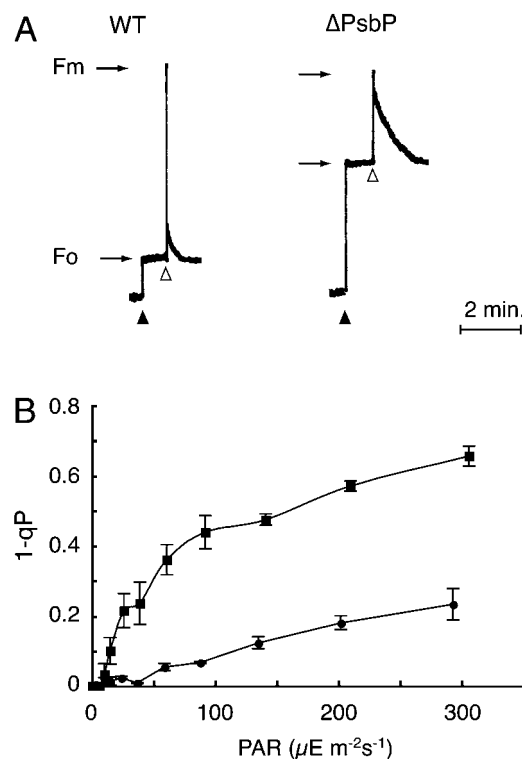 A
WT
ΔPsbP
Fm
Fo
2 min.
B
0.8
0.6
0.4
0.2
0
1-qP
0
100
200
300
PAR (μE m-2s-1)